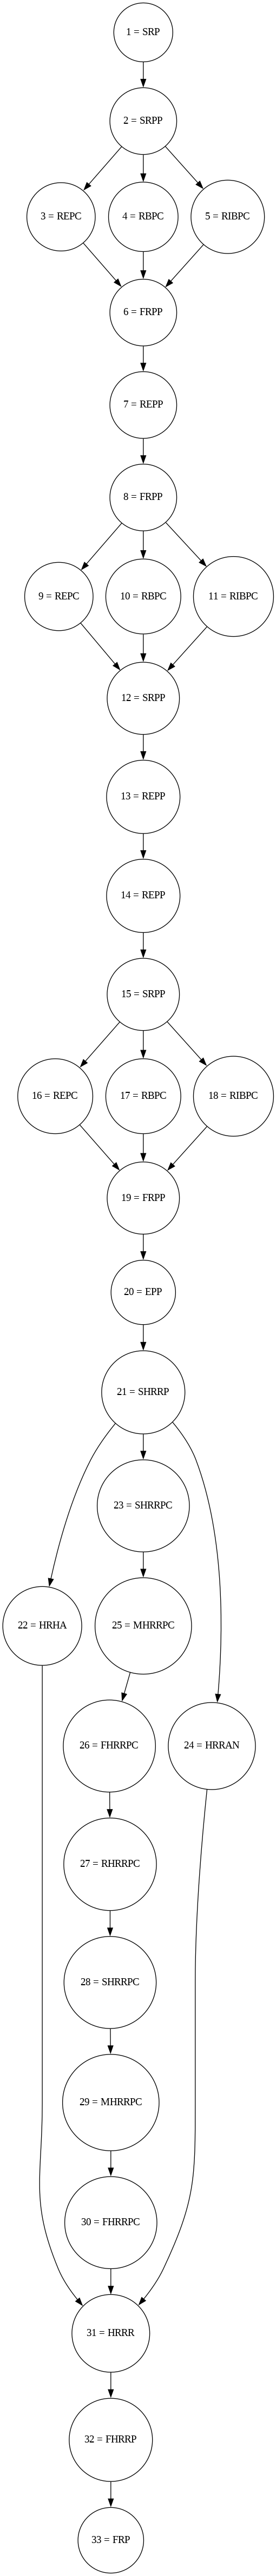 1 = SRP
2 = SRPP
3 = REPC
4 = RBPC
5 = RIBPC
6 = FRPP
7 = REPP
8 = FRPP
9 = REPC
10 = RBPC
11 = RIBPC
12 = SRPP
13 = REPP
14 = REPP
15 = SRPP
16 = REPC
17 = RBPC
18 = RIBPC
19 = FRPP
20 = EPP
21 = SHRRP
23 = SHRRPC
22 = HRHA
25 = MHRRPC
26 = FHRRPC
24 = HRRAN
27 = RHRRPC
28 = SHRRPC
29 = MHRRPC
30 = FHRRPC
31 = HRRR
32 = FHRRP
33 = FRP